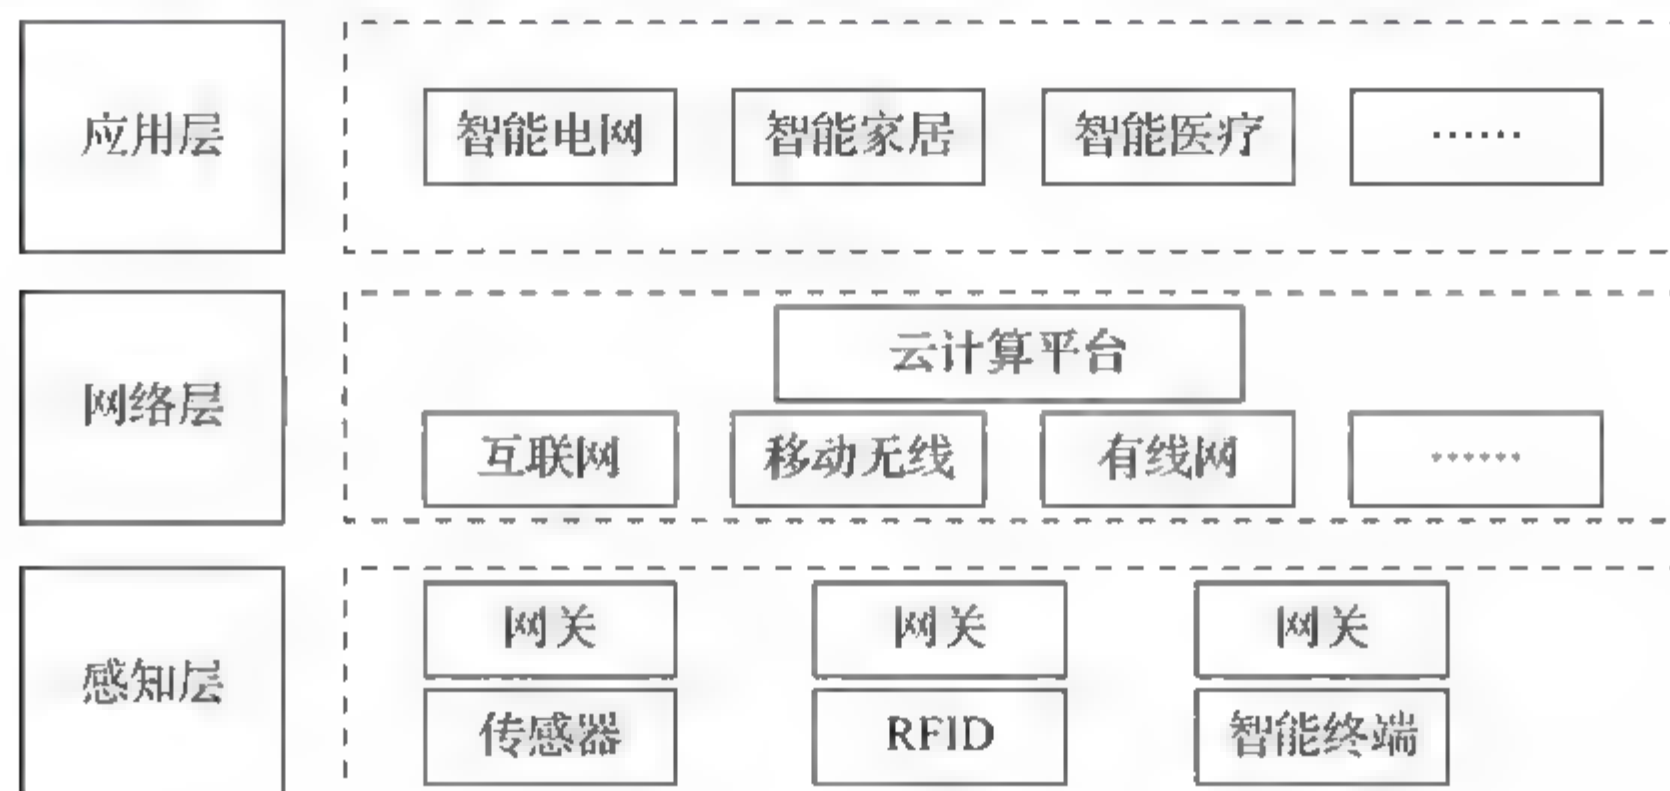 应用层
智能电网 智能家居 智能医疗 ……
网络层
云计算平台
互联网 移动无线 有线网 ……
感知层
网关 网关 网关
传感器 RFID 智能终端